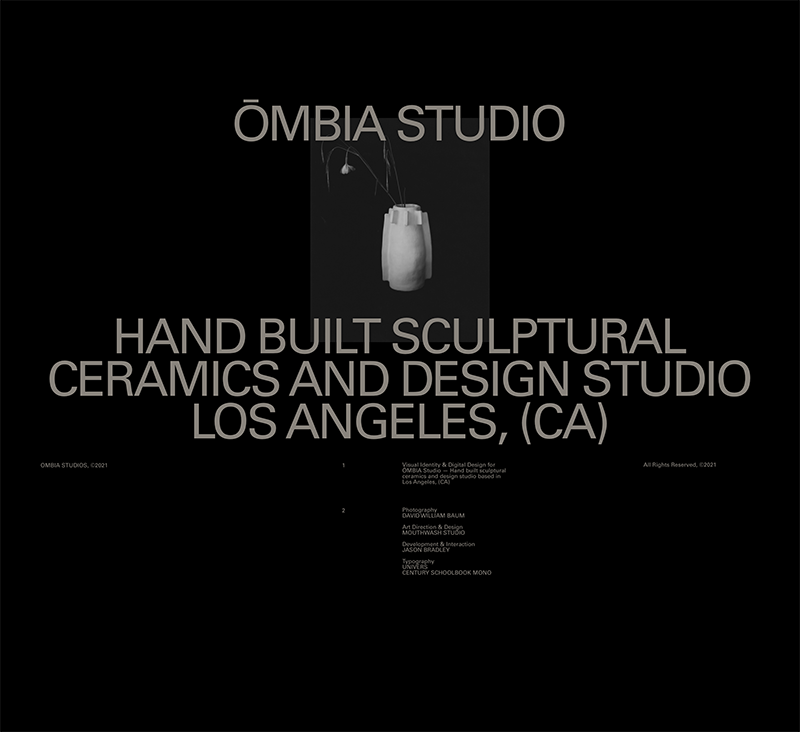 ŌMBIA STUDIO
HAND BUILT SCULPTURAL
CERAMICS AND DESIGN STUDIO
LOS ANGELES, (CA)
ŌMBIA STUDIOS, ©2021
1
Visual Identity & Digital Design for
ŌMBIA Studio — Hand built sculptural
ceramics and design studio based in
Los Angeles, (CA)
All Rights Reserved, ©2021
2
Photography
DAVID WILLIAM BAUM
Art Direction & Design
MOUTHWASH STUDIO
Development & Interaction
JASON BRADLEY
Typography
UNIVERS
CENTURY SCHOOLBOOK MONO